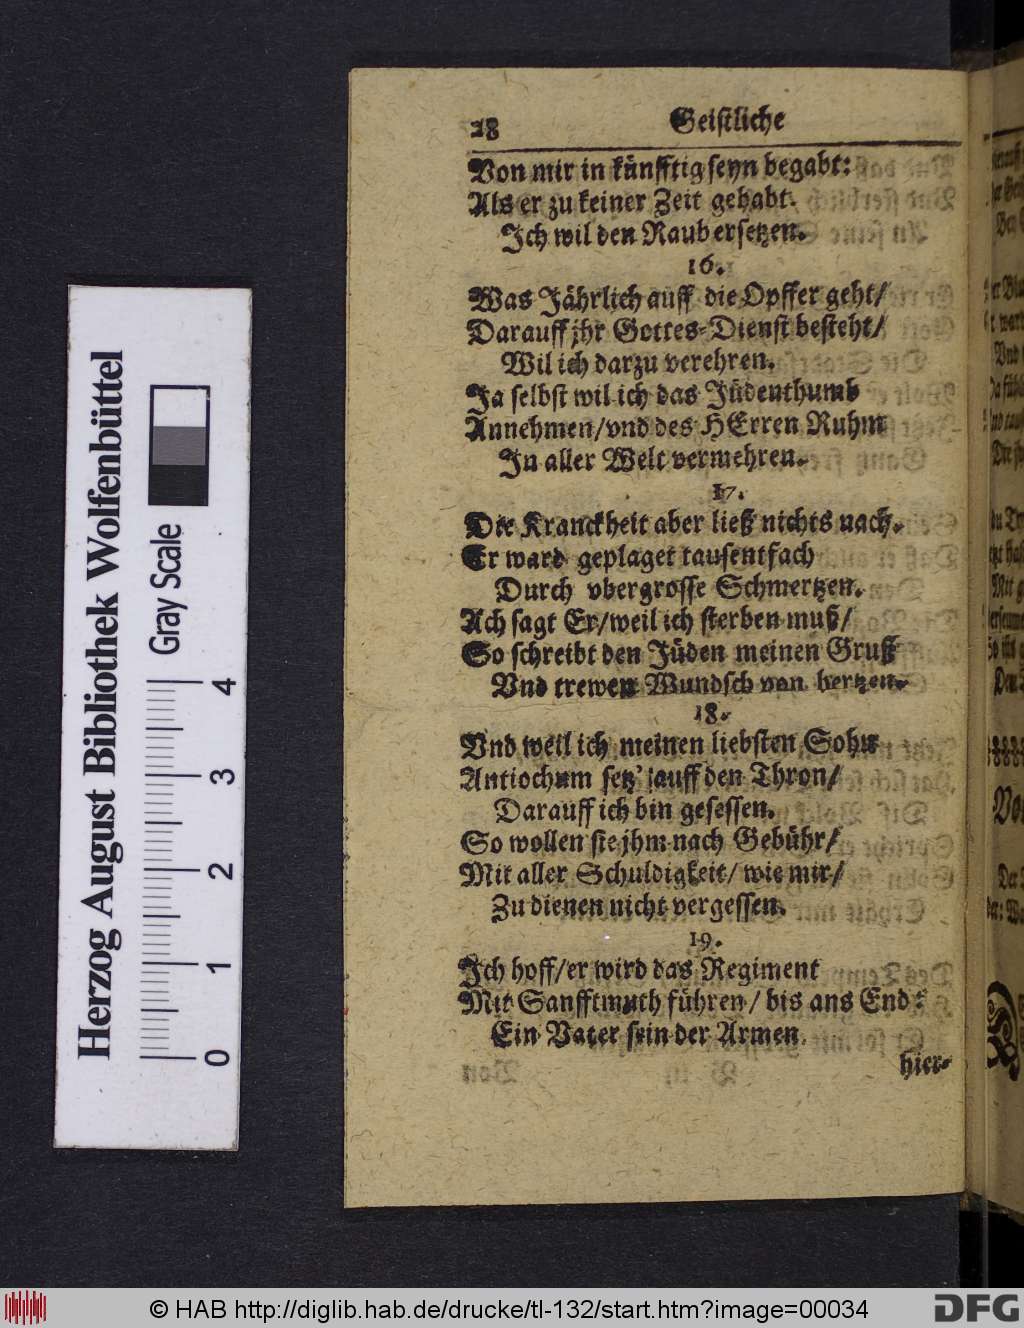 28 Geistliche
Von mir in künfftig seyn begabt:
Als er zu keiner Zeit gehabt.
Ich wil den Raub ersetzen.
16.
Was Jährlich auff die Opffer geht/
Darauff jhr Gottes-Dienst besteht/
Wil ich darzu verehren.
Ja selbst wil ich das Jüdenthumb
Annehmen/vnd des HErren Ruhm
In aller Welt vermehren.
17.
Die Kranckheit aber ließ nichts nach.
Er ward geplaget tausentfach
Durch vbergrosse Schmertzen.
Ach sagt Er/weil ich sterben muß/
So schreibt den Jüden meinen Gruß
Vnd trewen Wundsch von hertzen.
18.
Vnd weil ich meinen liebsten Sohn
Antiochum setz' auff den Thron/
Darauff ich bin gesessen.
So wollen sie jhm nach Gebühr/
Mit aller Schuldigkeit/ wie mir/
Zu dienen nicht vergessen.
19.
Ich hoff/er wird das Regiment
Mit Sanfftmuth führen/ bis ans End:
Ein Vater sein der Armen.
hier-
Herzog August Bibliothek Wolfenbüttel
Gray Scale
0 1 2 3 4
© HAB http://diglib.hab.de/drucke/tl-132/start.htm?image=00034
DFG